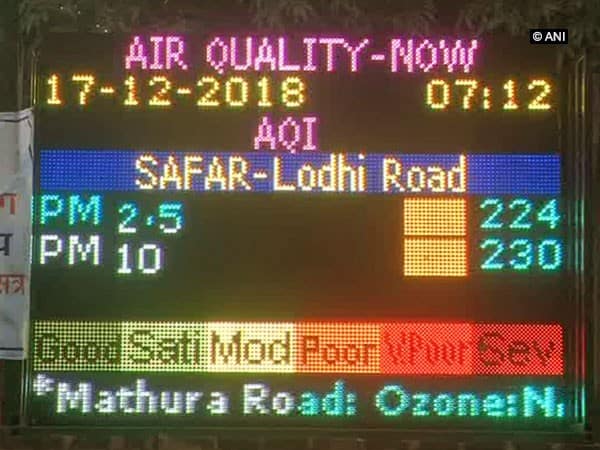 © ANI
AIR QUALITY-NOW
17-12-2018 07:12
AQI
SAFAR-Lodhi Road
PM 2.5 224
PM 10 230
Good Sati Mod Poor VPoor Sev
*Mathura Road: Ozone:N.